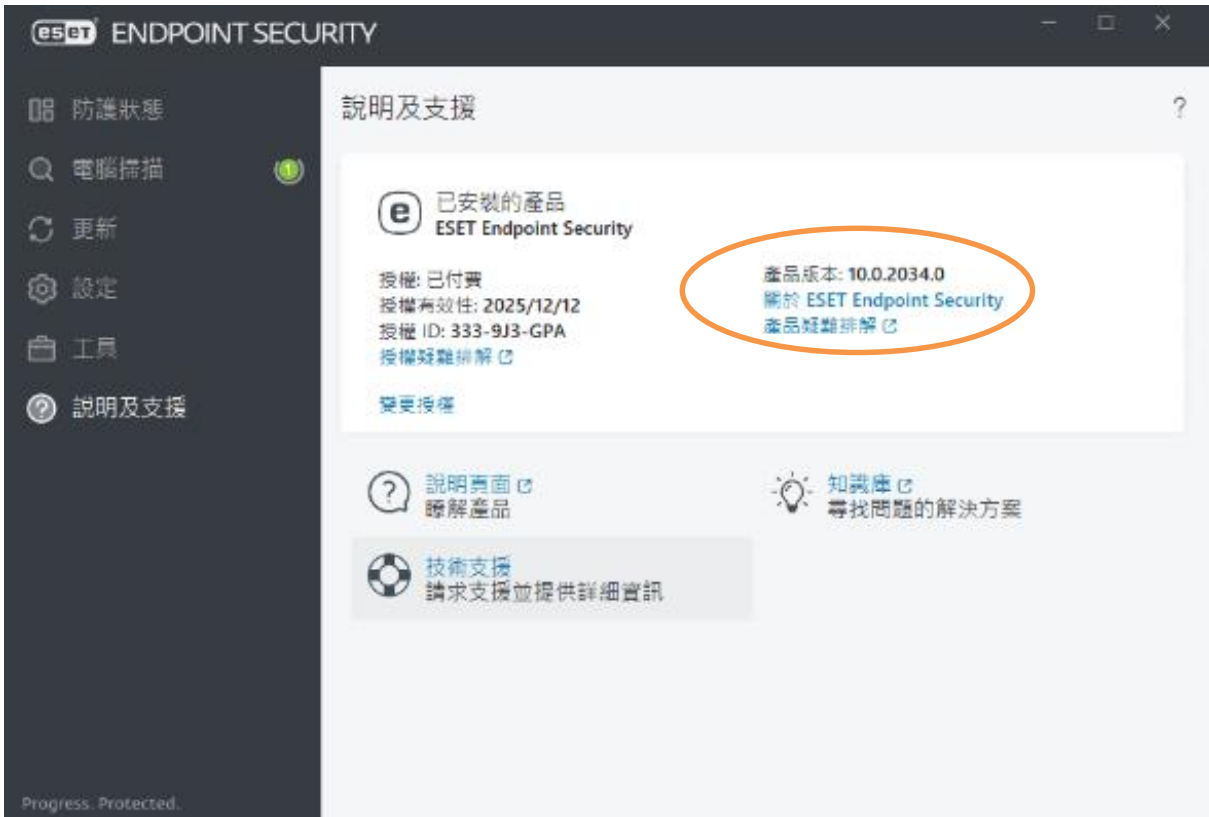 eset ENDPOINT SECURITY
防護狀態
電腦掃描
1
更新
設定
工具
說明及支援
Progress. Protected.
說明及支援
?
e 已安裝的產品
ESET Endpoint Security
授權: 已付費
授權有效性: 2025/12/12
授權 ID: 333-9J3-GPA
授權疑難排解
變更授權
產品版本: 10.0.2034.0
關於 ESET Endpoint Security
產品疑難排解
說明頁面
瞭解產品
知識庫
尋找問題的解決方案
技術支援
請求支援並提供詳細資訊